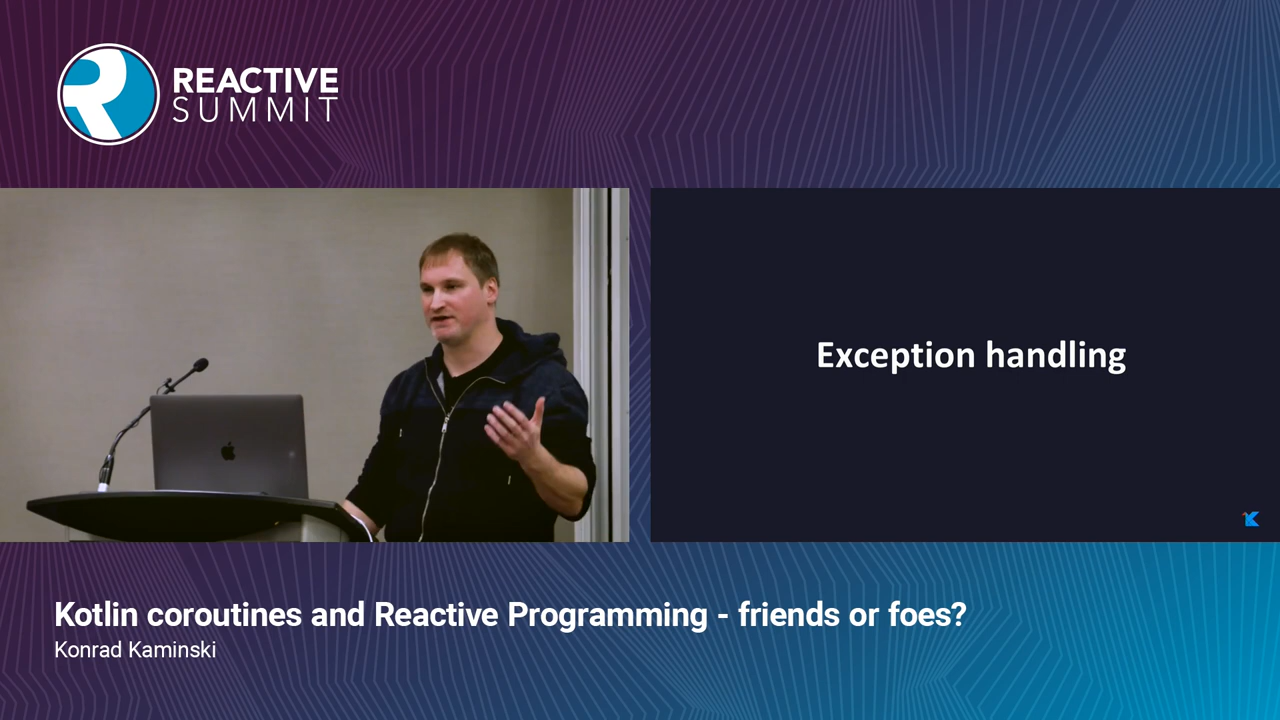 REACTIVE
SUMMIT
Exception handling
Kotlin coroutines and Reactive Programming - friends or foes?
Konrad Kaminski